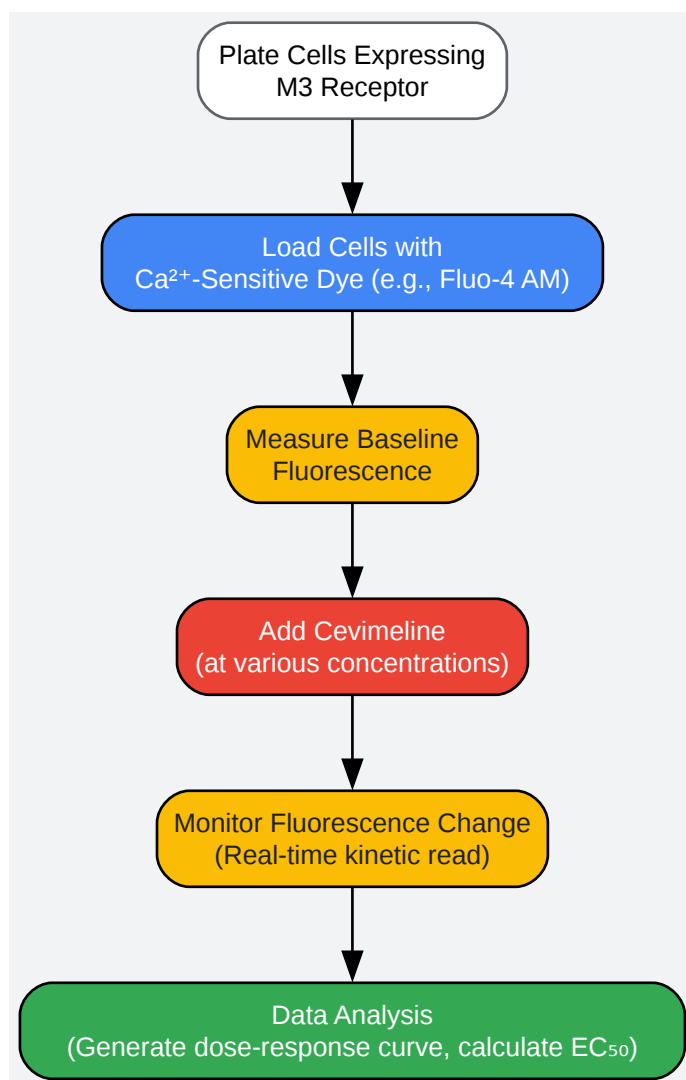 Plate Cells Expressing
M3 Receptor
Load Cells with
Ca²⁺-Sensitive Dye (e.g., Fluo-4 AM)
Measure Baseline
Fluorescence
Add Cevimeline
(at various concentrations)
Monitor Fluorescence Change
(Real-time kinetic read)
Data Analysis
(Generate dose-response curve, calculate EC₅₀)